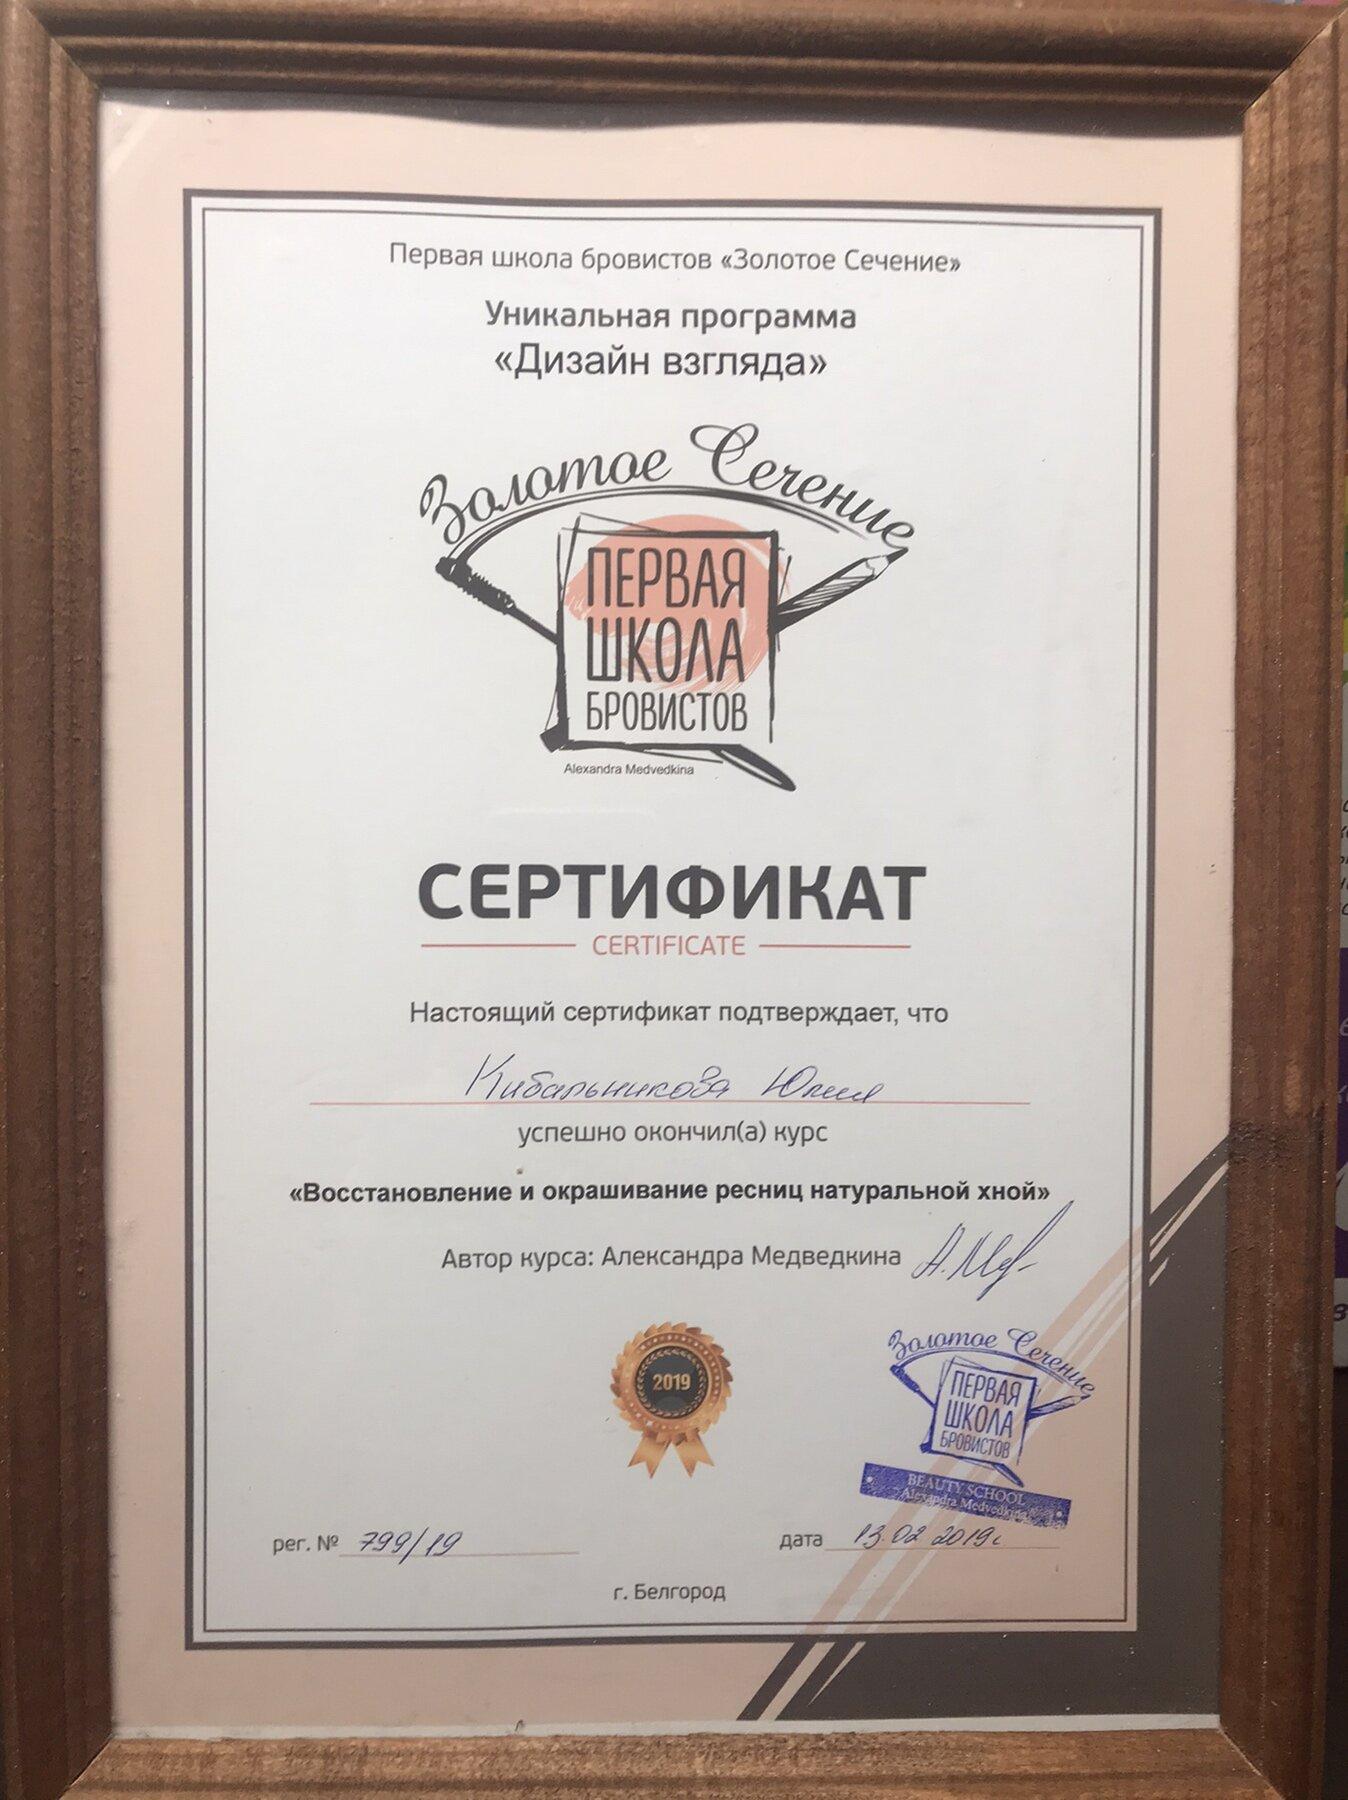 Первая школа бровистов «Золотое Сечение»
Уникальная программа
«Дизайн взгляда»
Золотое Сечение
ПЕРВАЯ
ШКОЛА
БРОВИСТОВ
Alexandra Medvedkina
СЕРТИФИКАТ
CERTIFICATE
Настоящий сертификат подтверждает, что
Кибальникова Юлия
успешно окончил(а) курс
«Восстановление и окрашивание ресниц натуральной хной»
Автор курса: Александра Медведкина
2019
Золотое Сечение
ПЕРВАЯ
ШКОЛА
БРОВИСТОВ
BEAUTY SCHOOL
Alexandra Medvedkina
рег. № 799/19
дата 13.02 2019г
г. Белгород